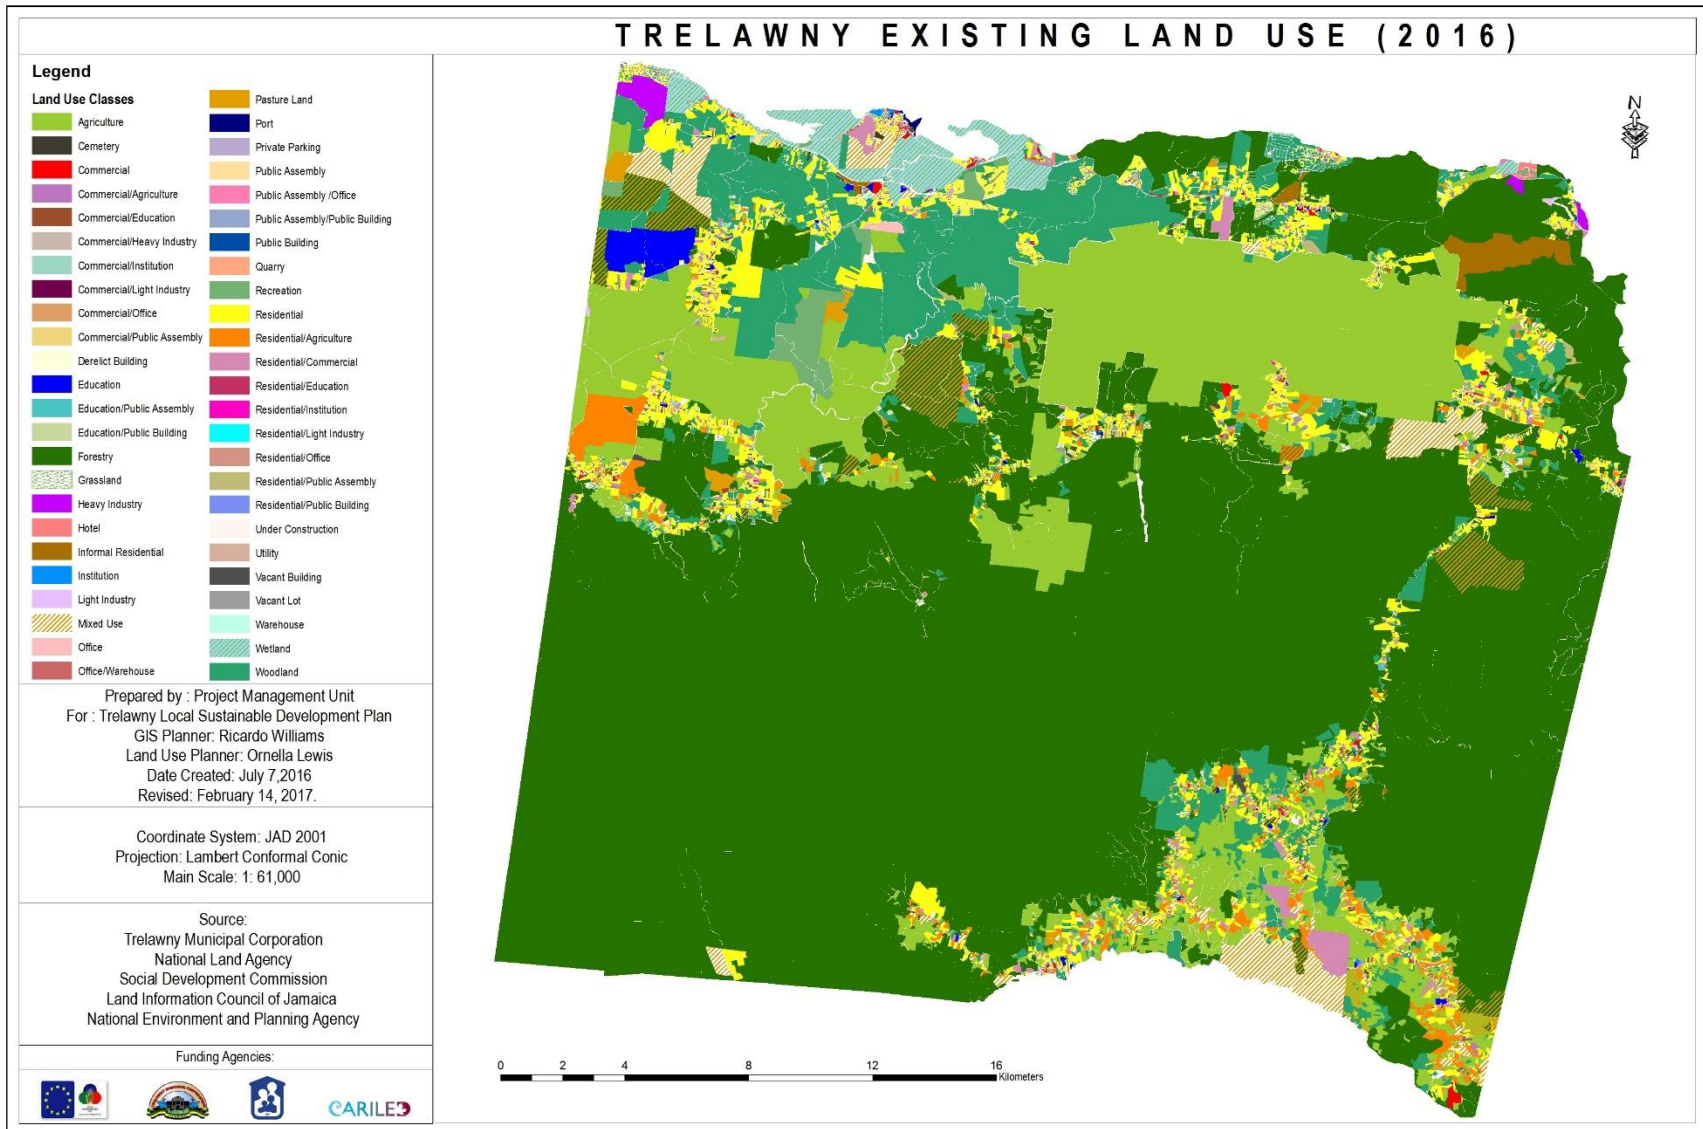 TRELAWNY EXISTING LAND USE (2016)
Legend
Land Use Classes
Agriculture
Cemetery
Commercial
Commercial/Agriculture
Commercial/Education
Commercial/Heavy Industry
Commercial/Institution
Commercial/Light Industry
Commercial/Office
Commercial/Public Assembly
Derelict Building
Education
Education/Public Assembly
Education/Public Building
Forestry
Grassland
Heavy Industry
Hotel
Informal Residential
Institution
Light Industry
Mixed Use
Office
Office/Warehouse
Pasture Land
Port
Private Parking
Public Assembly
Public Assembly /Office
Public Assembly/Public Building
Public Building
Quarry
Recreation
Residential
Residential/Agriculture
Residential/Commercial
Residential/Education
Residential/Institution
Residential/Light Industry
Residential/Office
Residential/Public Assembly
Residential/Public Building
Under Construction
Utility
Vacant Building
Vacant Lot
Warehouse
Wetland
Woodland
N
Prepared by : Project Management Unit
For : Trelawny Local Sustainable Development Plan
GIS Planner: Ricardo Williams
Land Use Planner: Ornella Lewis
Date Created: July 7,2016
Revised: February 14, 2017.
Coordinate System: JAD 2001
Projection: Lambert Conformal Conic
Main Scale: 1: 61,000
Source:
Trelawny Municipal Corporation
National Land Agency
Social Development Commission
Land Information Council of Jamaica
National Environment and Planning Agency
Funding Agencies:
CARILED
0 2 4 8 12 16
Kilometers